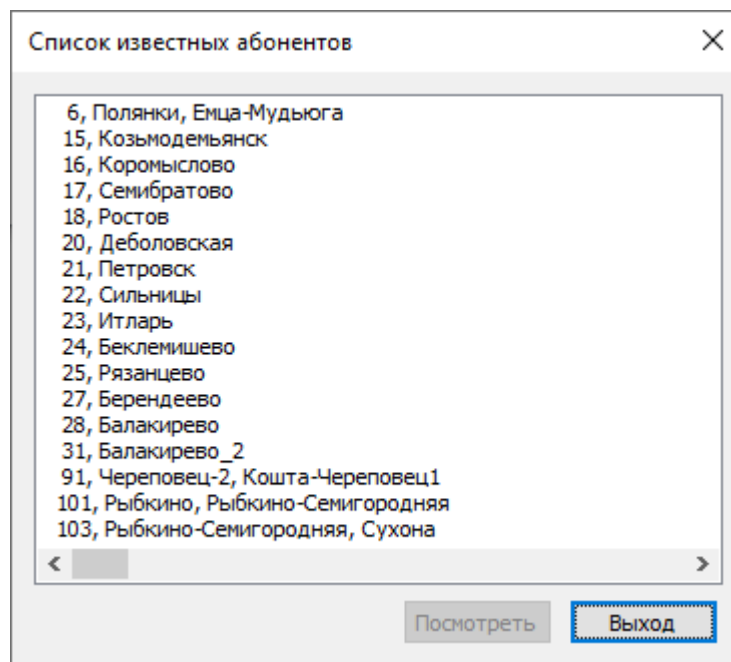 Список известных абонентов
6, Полянки, Емца-Мудьюга
15, Козьмодемьянск
16, Коромыслово
17, Семибратово
18, Ростов
20, Деболовская
21, Петровск
22, Сильницы
23, Итларь
24, Беклемишево
25, Рязанцево
27, Берендеево
28, Балакирево
31, Балакирево_2
91, Череповец-2, Кошта-Череповец1
101, Рыбкино, Рыбкино-Семигородняя
103, Рыбкино-Семигородняя, Сухона
Посмотреть Выход